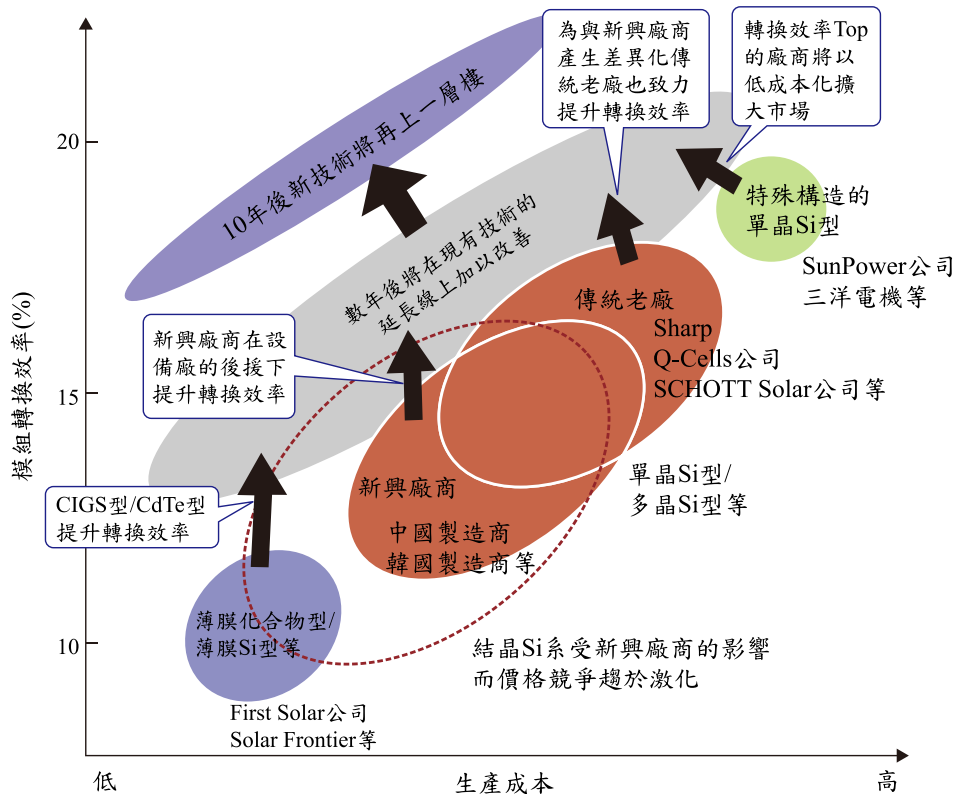 為與新興廠商
產生差異化傳
統老廠也致力
提升轉換效率
轉換效率Top
的廠商將以
低成本化擴
大市場
20
10年後新技術將再上一層樓
特殊構造的
單晶Si型
SunPower公司
三洋電機等
數年後將在現有技術的
延長線上加以改善
傳統老廠
Sharp
Q-Cells公司
SCHOTT Solar公司等
新興廠商在設
備廠的後援下
提升轉換效率
模組轉換效率(%)
15
單晶Si型/
多晶Si型等
新興廠商
中國製造商
韓國製造商等
CIGS型/CdTe型
提升轉換效率
10
薄膜化合物型/
薄膜Si型等
結晶Si系受新興廠商的影響
而價格競爭趨於激化
First Solar公司
Solar Frontier等
低
生產成本
高